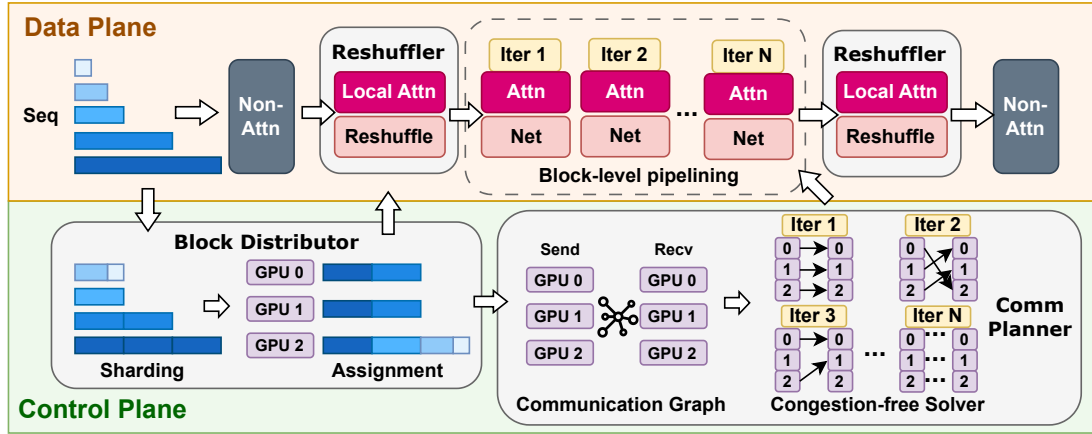 Data Plane
Seq
Non-
Attn
Reshuffler
Local Attn
Reshuffle
Iter 1
Attn
Net
Iter 2
Attn
Net
...
Iter N
Attn
Net
Block-level pipelining
Reshuffler
Local Attn
Reshuffle
Non-
Attn
Block Distributor
GPU 0
GPU 1
GPU 2
Sharding
Assignment
Control Plane
Send
Recv
GPU 0
GPU 0
GPU 1
GPU 1
GPU 2
GPU 2
Communication Graph
Iter 1
0 0
1 1
2 2
Iter 2
0 0
1 1
2 2
Iter 3
0 0
1 1
2 2
...
Iter N
0 ... 0
1 ... 1
2 ... 2
Congestion-free Solver
Comm
Planner